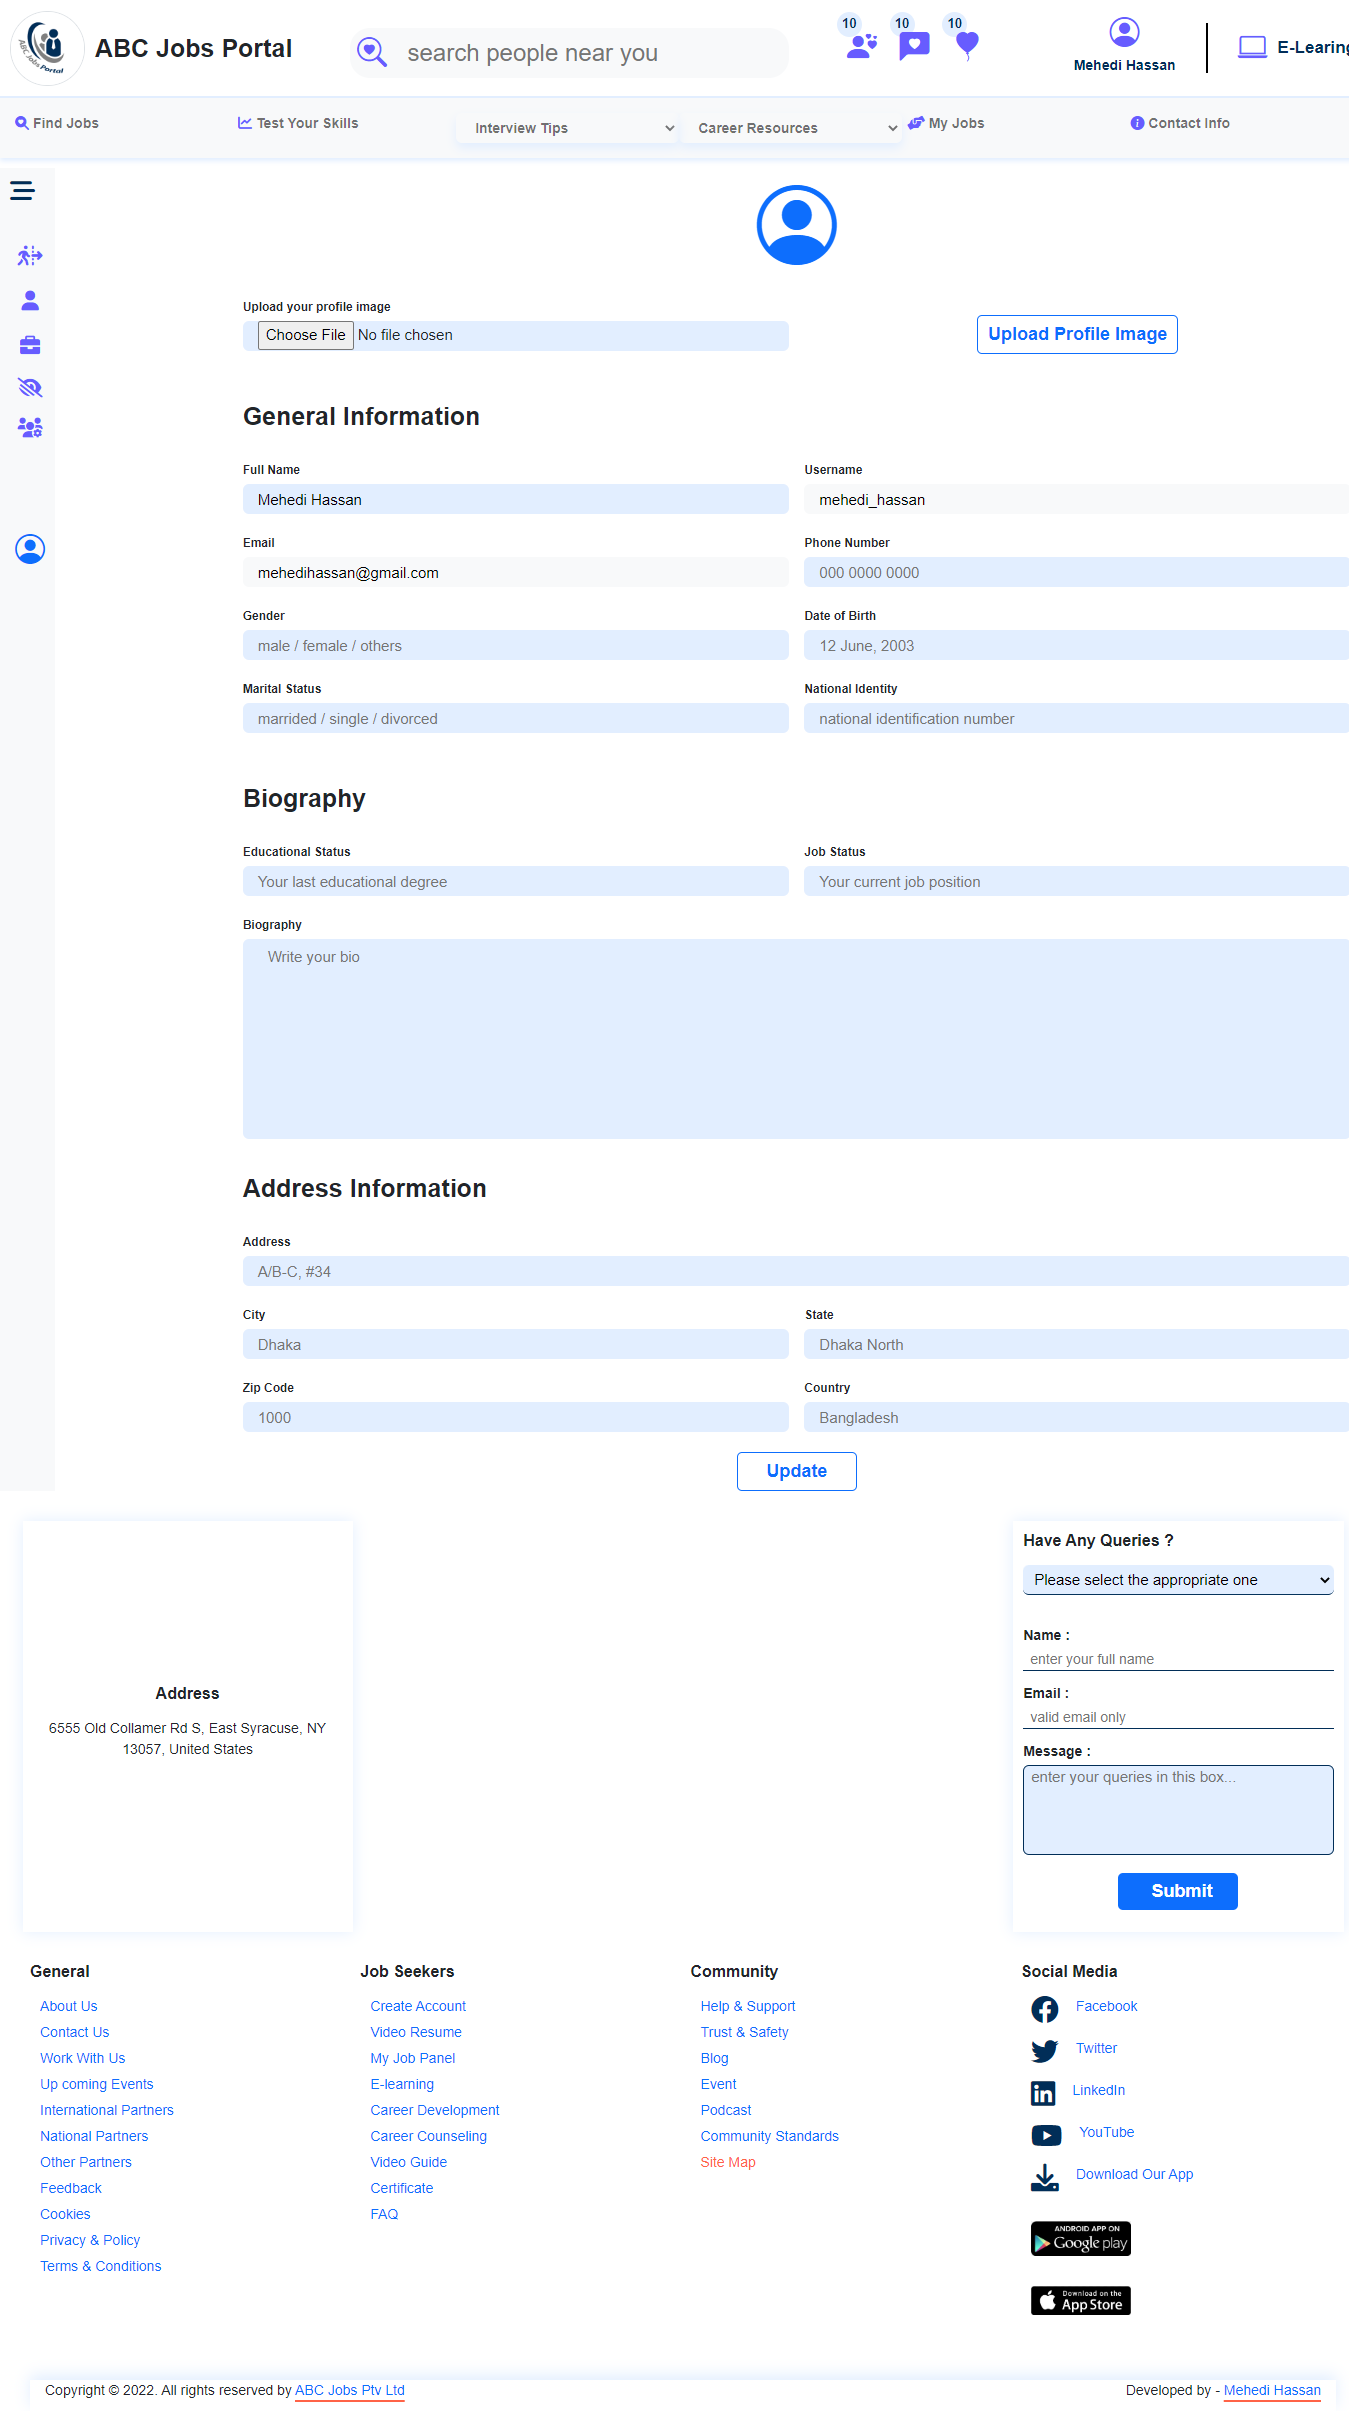 ABC Jobs Portal
ABC Jobs Portal
search people near you
10
10
10
Mehedi Hassan
E-Learing
Find Jobs
Test Your Skills
Interview Tips
Career Resources
My Jobs
Contact Info
Upload your profile image
Choose File No file chosen
Upload Profile Image
General Information
Full Name
Username
Mehedi Hassan
mehedi_hassan
Email
Phone Number
mehedihassan@gmail.com
000 0000 0000
Gender
Date of Birth
male / female / others
12 June, 2003
Marital Status
National Identity
marrided / single / divorced
national identification number
Biography
Educational Status
Job Status
Your last educational degree
Your current job position
Biography
Write your bio
Address Information
Address
A/B-C, #34
City
State
Dhaka
Dhaka North
Zip Code
Country
1000
Bangladesh
Update
Address
6555 Old Collamer Rd S, East Syracuse, NY
13057, United States
Have Any Queries ?
Please select the appropriate one
Name :
enter your full name
Email :
valid email only
Message :
enter your queries in this box...
Submit
General
About Us
Contact Us
Work With Us
Up coming Events
International Partners
National Partners
Other Partners
Feedback
Cookies
Privacy & Policy
Terms & Conditions
Job Seekers
Create Account
Video Resume
My Job Panel
E-learning
Career Development
Career Counseling
Video Guide
Certificate
FAQ
Community
Help & Support
Trust & Safety
Blog
Event
Podcast
Community Standards
Site Map
Social Media
Facebook
Twitter
LinkedIn
YouTube
Download Our App
ANDROID APP ON
Google play
Download on the
App Store
Copyright © 2022. All rights reserved by ABC Jobs Ptv Ltd
Developed by - Mehedi Hassan